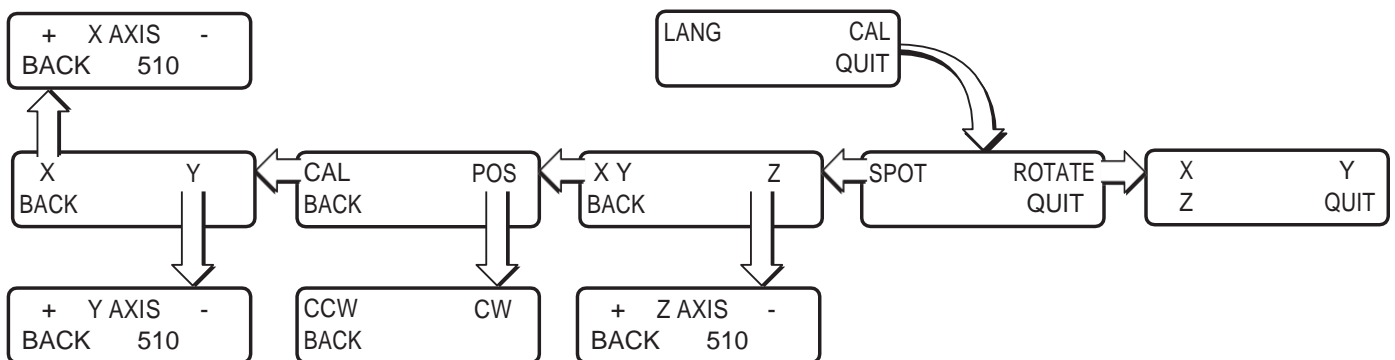 + X AXIS -
BACK 510
LANG CAL
QUIT
X Y
BACK
CAL POS
BACK
X Y Z
BACK
SPOT ROTATE
QUIT
X Y
Z QUIT
+ Y AXIS -
BACK 510
CCW CW
BACK
+ Z AXIS -
BACK 510